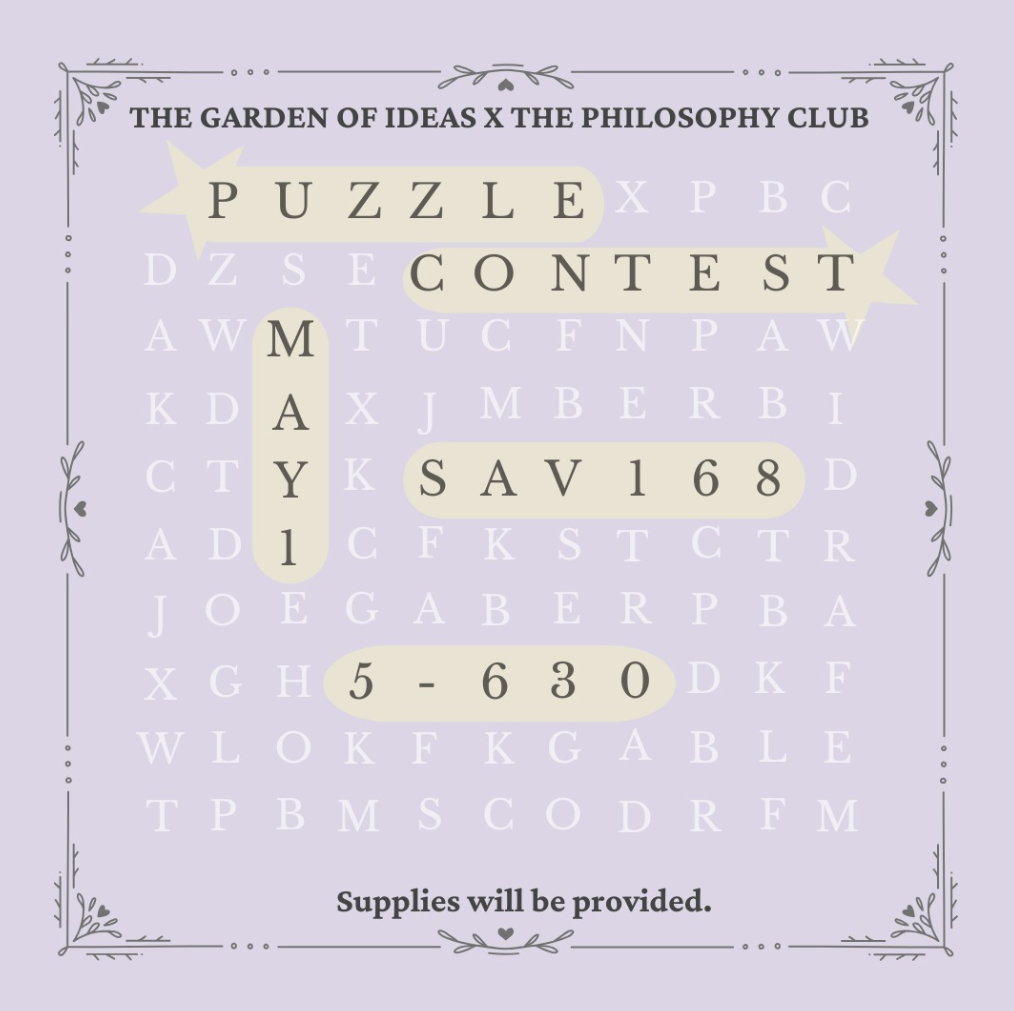 THE GARDEN OF IDEAS X THE PHILOSOPHY CLUB
P U Z Z L E X P B C
D Z S E C O N T E S T
A W M T U C F N P A W
K D A X J M B E R B I
C T Y K S A V 1 6 8 D
A D 1 C F K S T C T R
J O E G A B E R P B A
X G H 5 - 6 3 0 D K F
W L O K F K G A B L E
T P B M S C O D R F M
Supplies will be provided.